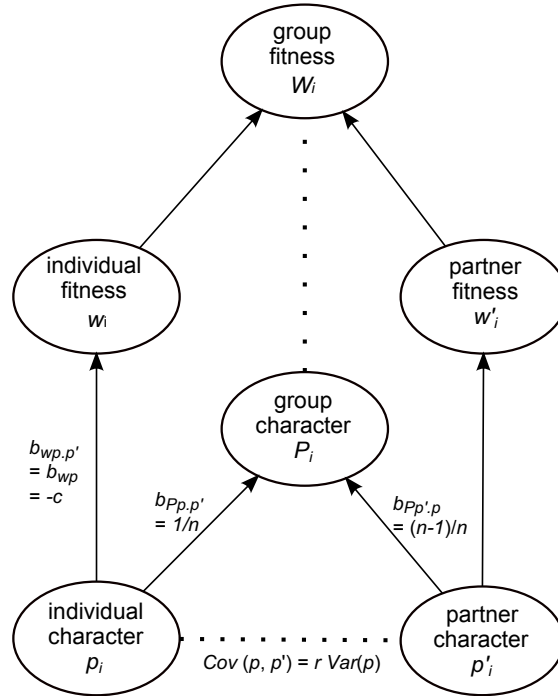 group
fitness
Wi
individual
fitness
wi
partner
fitness
w'i
group
character
Pi
bwp.p'
= bwp
= -c
bPp.p'
= 1/n
bPp'.p
= (n-1)/n
individual
character
pi
partner
character
p'i
Cov (p, p') = r Var(p)